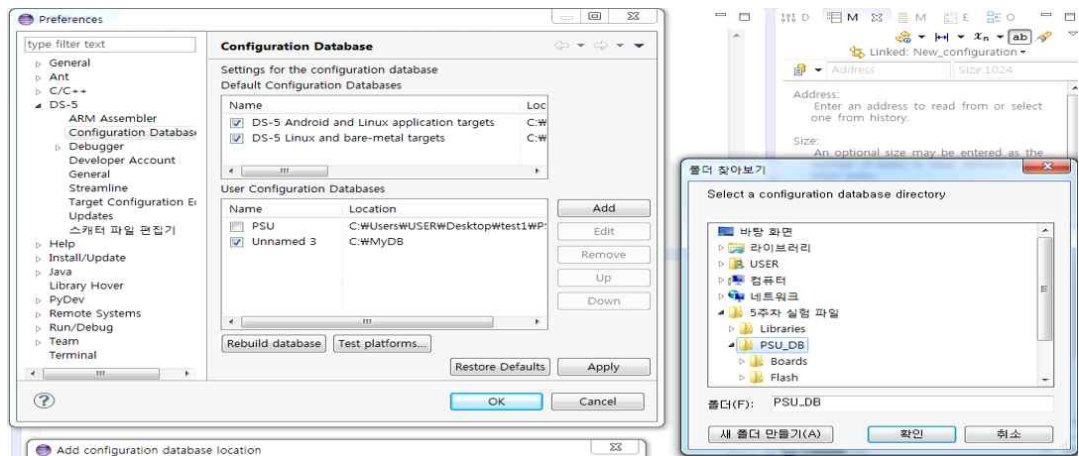 Preferences
type filter text
General
Ant
C/C++
DS-5
ARM Assembler
Configuration Databas
Debugger
Developer Account
General
Streamline
Target Configuration E
Updates
스캐터 파일 편집기
Help
Install/Update
Java
Library Hover
PyDev
Remote Systems
Run/Debug
Team
Terminal
Configuration Database
Settings for the configuration database
Default Configuration Databases
Name Loc
DS-5 Android and Linux application targets C:₩
DS-5 Linux and bare-metal targets C:₩
User Configuration Databases
Name Location
PSU C:₩Users₩USER₩Desktop₩test1₩P
Unnamed 3 C:₩MyDB
Add
Edit
Remove
Up
Down
Rebuild database Test platforms...
Restore Defaults Apply
OK Cancel
Add configuration database location
D M M E O
Linked: New_configuration
Address Size:1024
Address:
Enter an address to read from or select
one from history.
Size:
An optional size may be entered as the
폴더 찾아보기
Select a configuration database directory
바탕 화면
라이브러리
USER
컴퓨터
네트워크
5주차 실험 파일
Libraries
PSU_DB
Boards
Flash
폴더(F): PSU_DB
새 폴더 만들기(A) 확인 취소